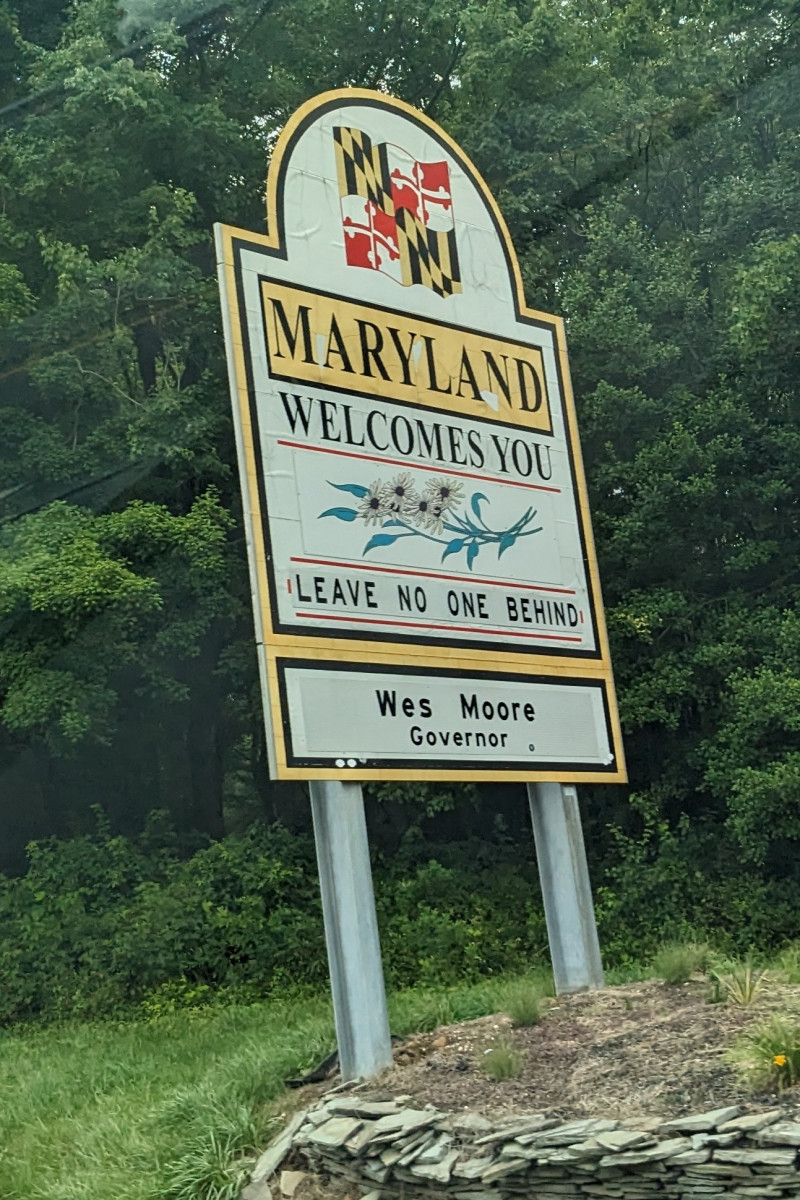 MARYLAND
WELCOMES YOU
LEAVE NO ONE BEHIND
Wes Moore
Governor